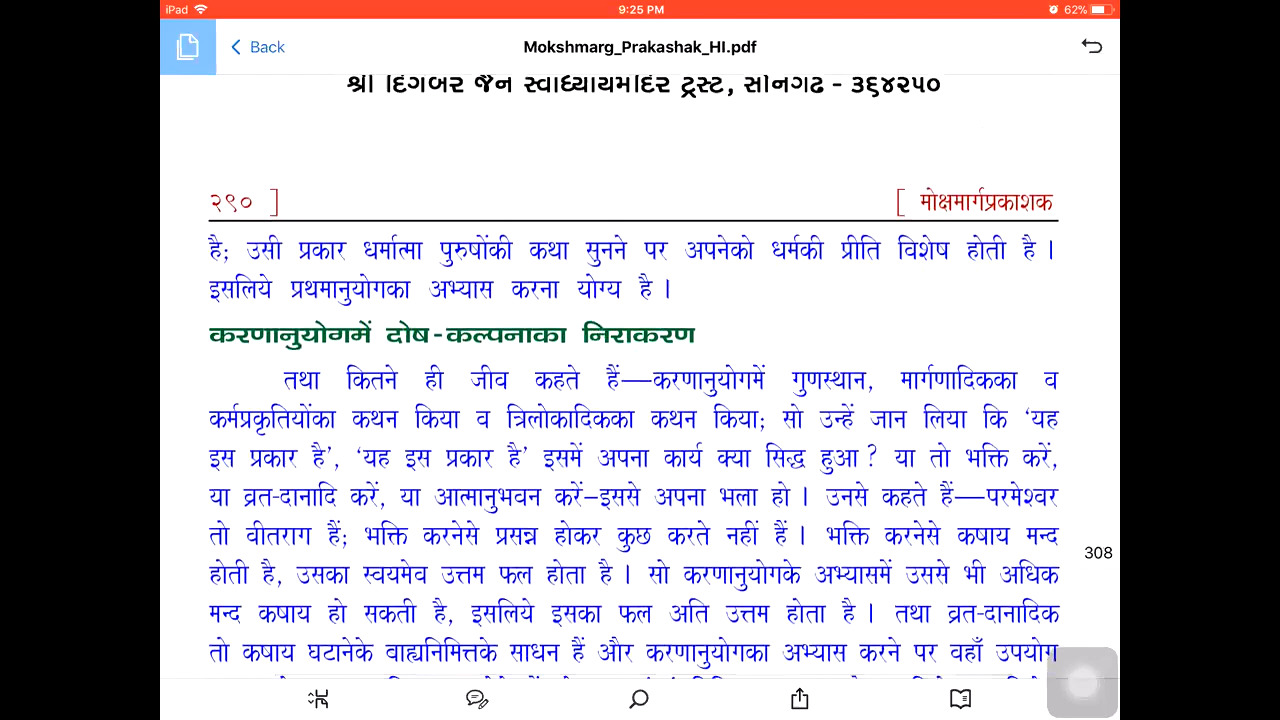 iPad 9:25 PM 62%
Back Mokshmarg_Prakashak_HI.pdf
શ્રી દિગંબર જૈન સ્વાધ્યાયમંદિર ટ્રસ્ટ, સોનગઢ - ૩૬૪૨૫૦
२९० ] [ मोक्षमार्गप्रकाशक
है; उसी प्रकार धर्मात्मा पुरुषोंकी कथा सुनने पर अपनेको धर्मकी प्रीति विशेष होती है ।
इसलिये प्रथमानुयोगका अभ्यास करना योग्य है ।
करणानुयोगमें दोष-कल्पनाका निराकरण
तथा कितने ही जीव कहते हैं—करणानुयोगमें गुणस्थान, मार्गणादिकका व
कर्मप्रकृतियोंका कथन किया व त्रिलोकादिकका कथन किया; सो उन्हें जान लिया कि ‘यह
इस प्रकार है’, ‘यह इस प्रकार है’ इसमें अपना कार्य क्या सिद्ध हुआ ? या तो भक्ति करें,
या व्रत-दानादि करें, या आत्मानुभवन करें–इससे अपना भला हो । उनसे कहते हैं—परमेश्वर
तो वीतराग हैं; भक्ति करनेसे प्रसन्न होकर कुछ करते नहीं हैं । भक्ति करनेसे कषाय मन्द
होती है, उसका स्वयमेव उत्तम फल होता है । सो करणानुयोगके अभ्यासमें उससे भी अधिक
मन्द कषाय हो सकती है, इसलिये इसका फल अति उत्तम होता है । तथा व्रत-दानादिक
तो कषाय घटानेके वाह्यनिमित्तके साधन हैं और करणानुयोगका अभ्यास करने पर वहाँ उपयोग
308